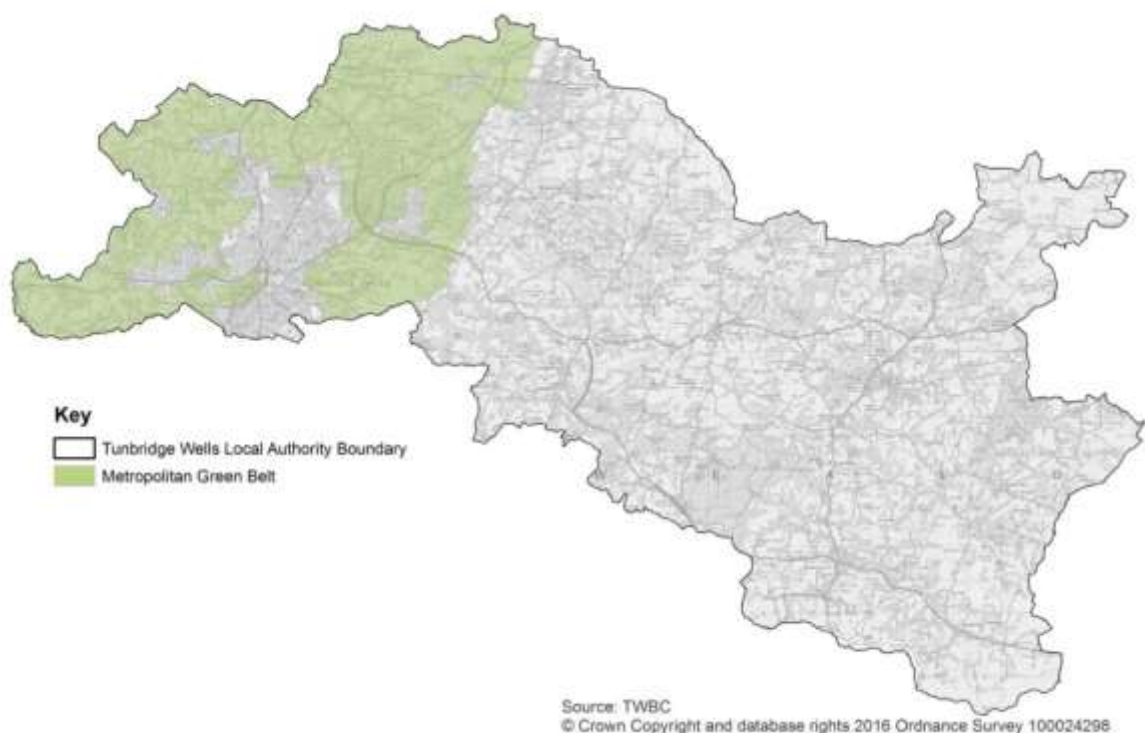 Key
Tunbridge Wells Local Authority Boundary
Metropolitan Green Belt
Source: TWBC
© Crown Copyright and database rights 2016 Ordnance Survey 100024298